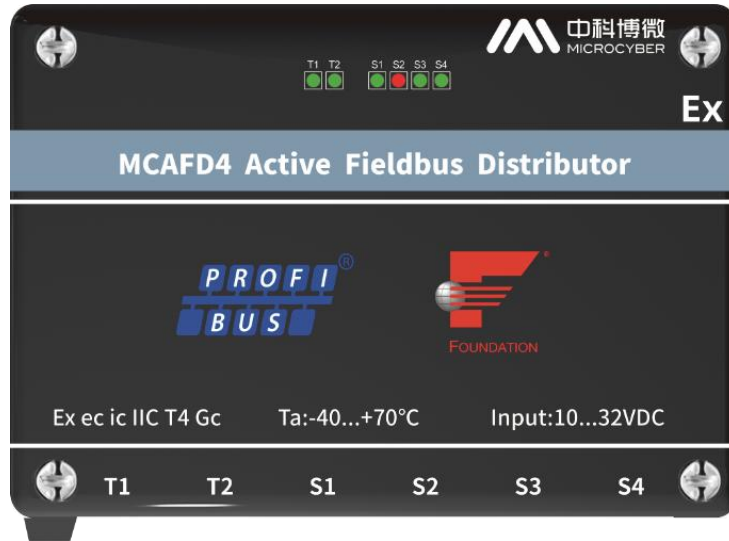 中科博微
MICROCYBER
T1 T2 S1 S2 S3 S4
Ex
MCAFD4 Active Fieldbus Distributor
PROFI®
BUS
F®
FOUNDATION
Ex ec ic IIC T4 Gc Ta:-40...+70℃ Input:10...32VDC
T1 T2 S1 S2 S3 S4